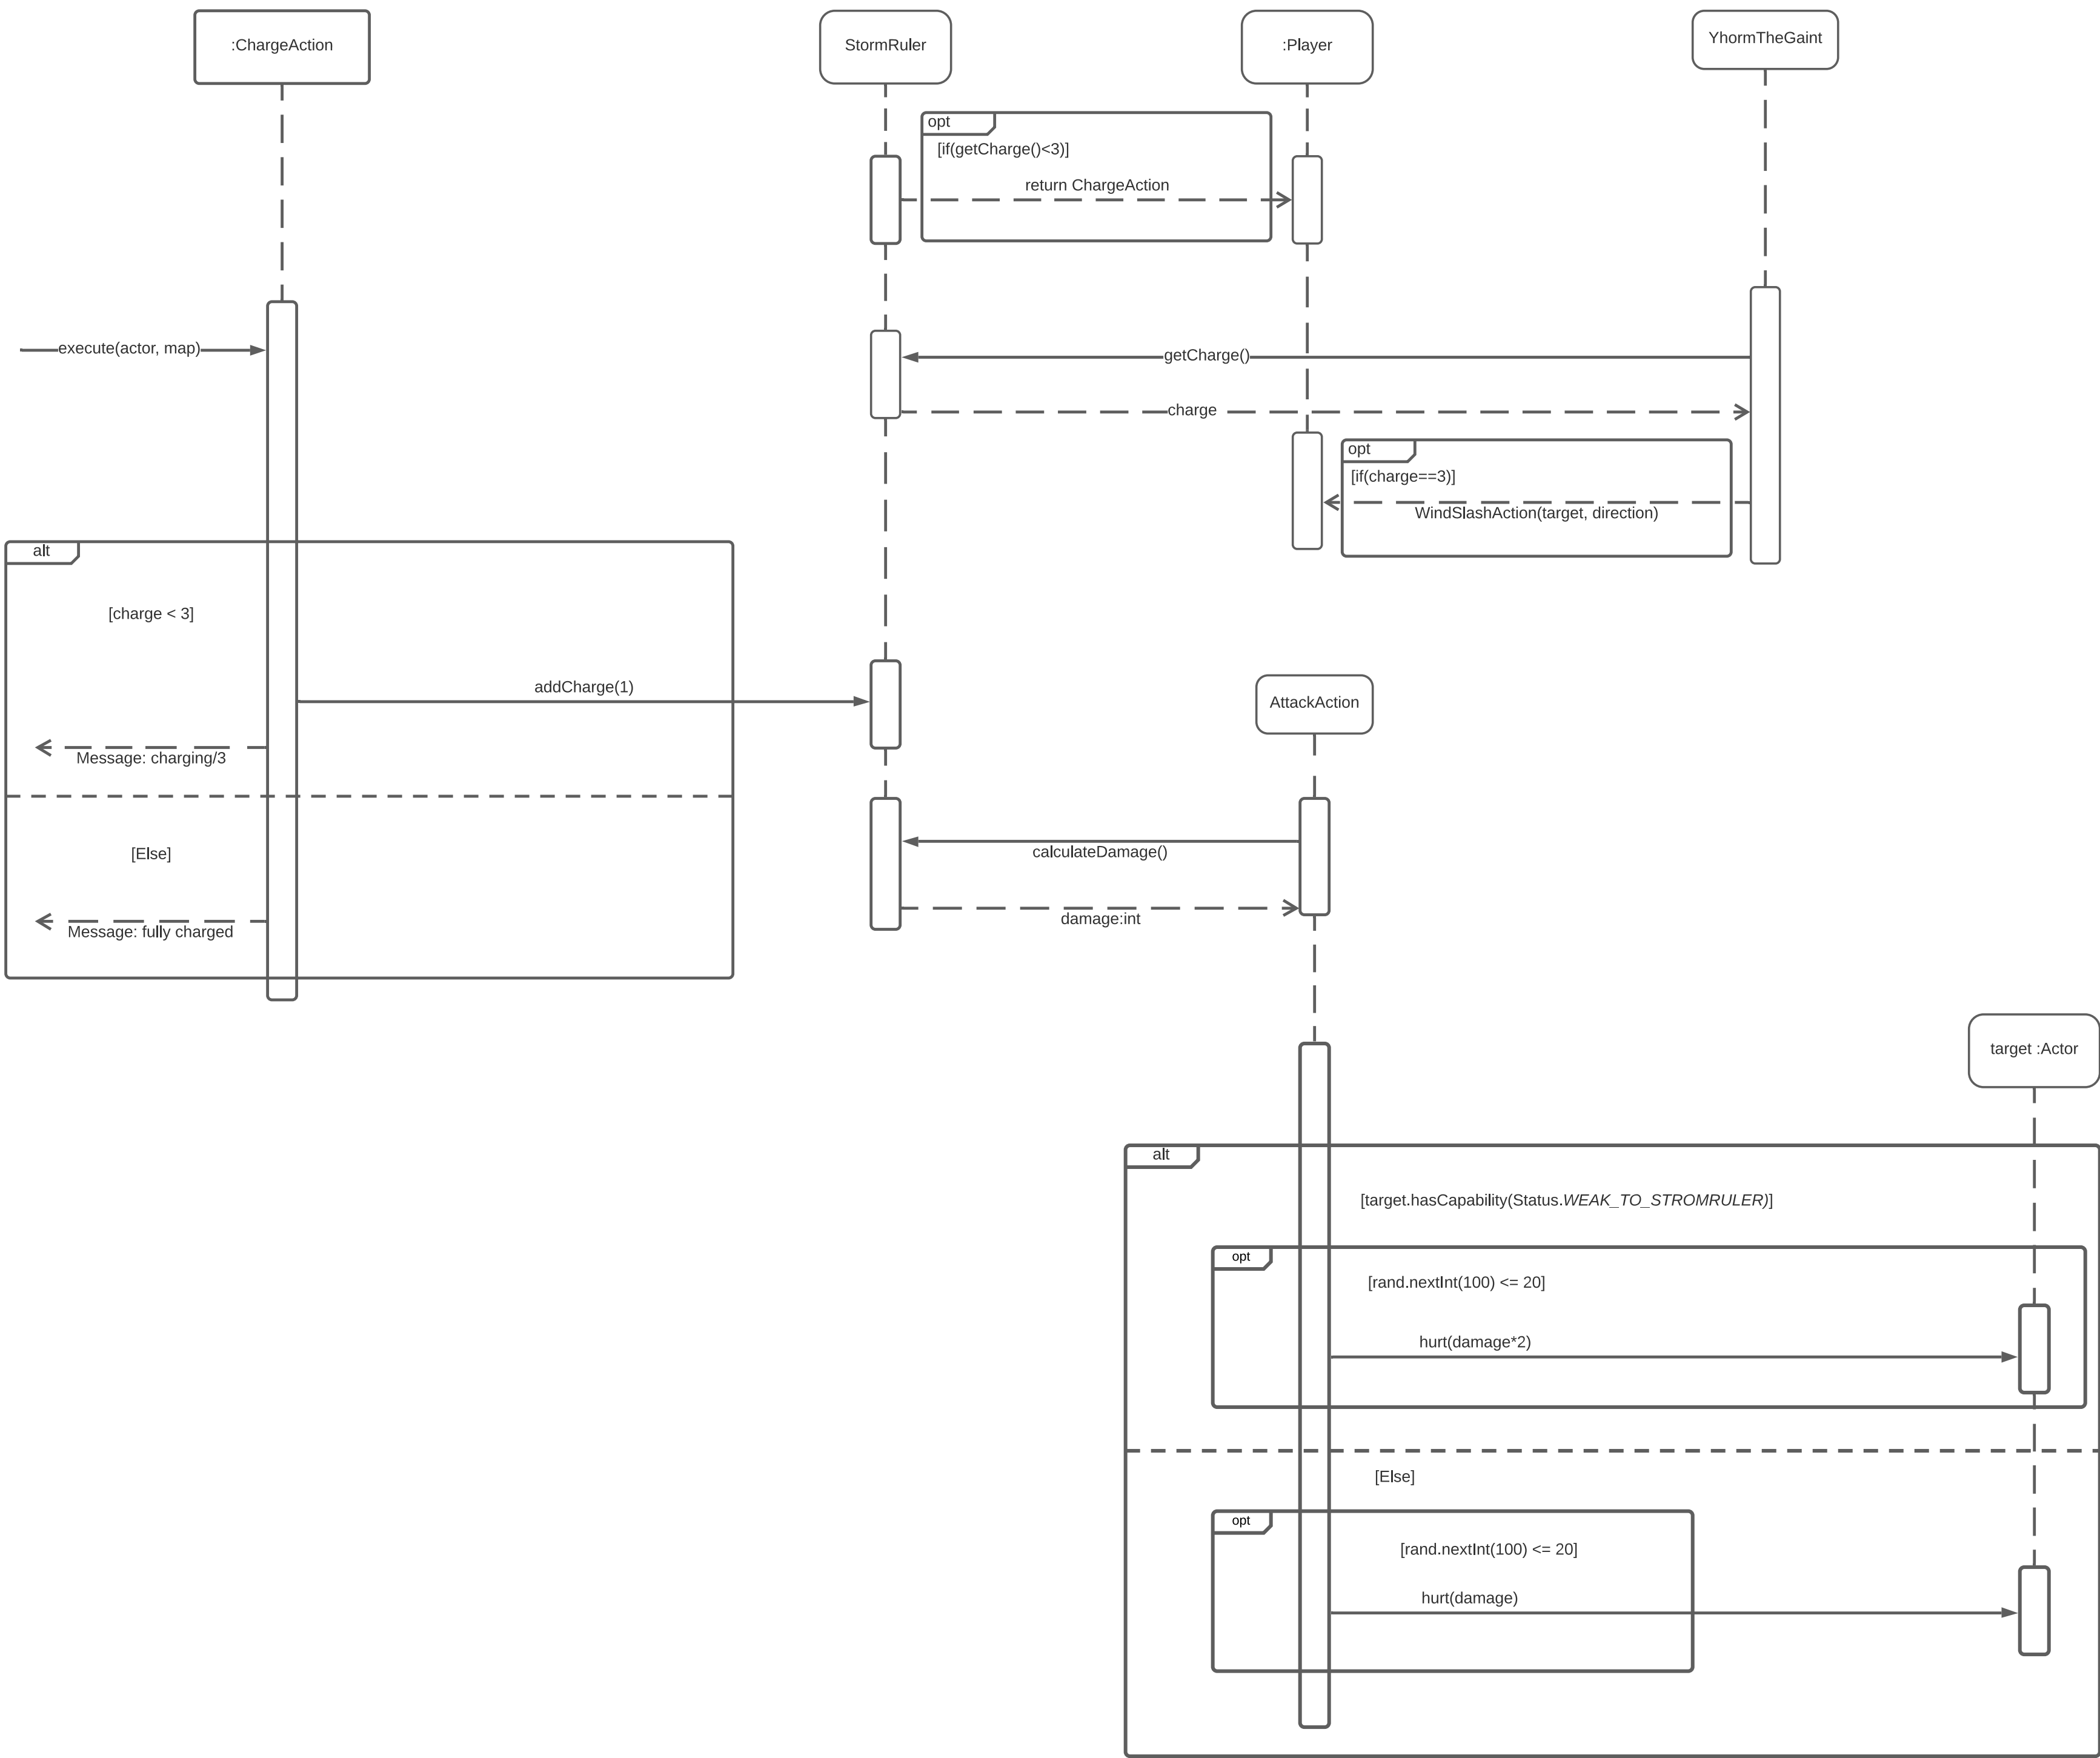 :ChargeAction
StormRuler
:Player
YhormTheGaint
opt
[if(getCharge()<3)]
return ChargeAction
execute(actor, map)
getCharge()
charge
opt
[if(charge==3)]
WindSlashAction(target, direction)
alt
[charge < 3]
addCharge(1)
AttackAction
Message: charging/3
[Else]
calculateDamage()
damage:int
Message: fully charged
target :Actor
alt
[target.hasCapability(Status.WEAK_TO_STROMRULER)]
opt
[rand.nextInt(100) <= 20]
hurt(damage*2)
[Else]
opt
[rand.nextInt(100) <= 20]
hurt(damage)